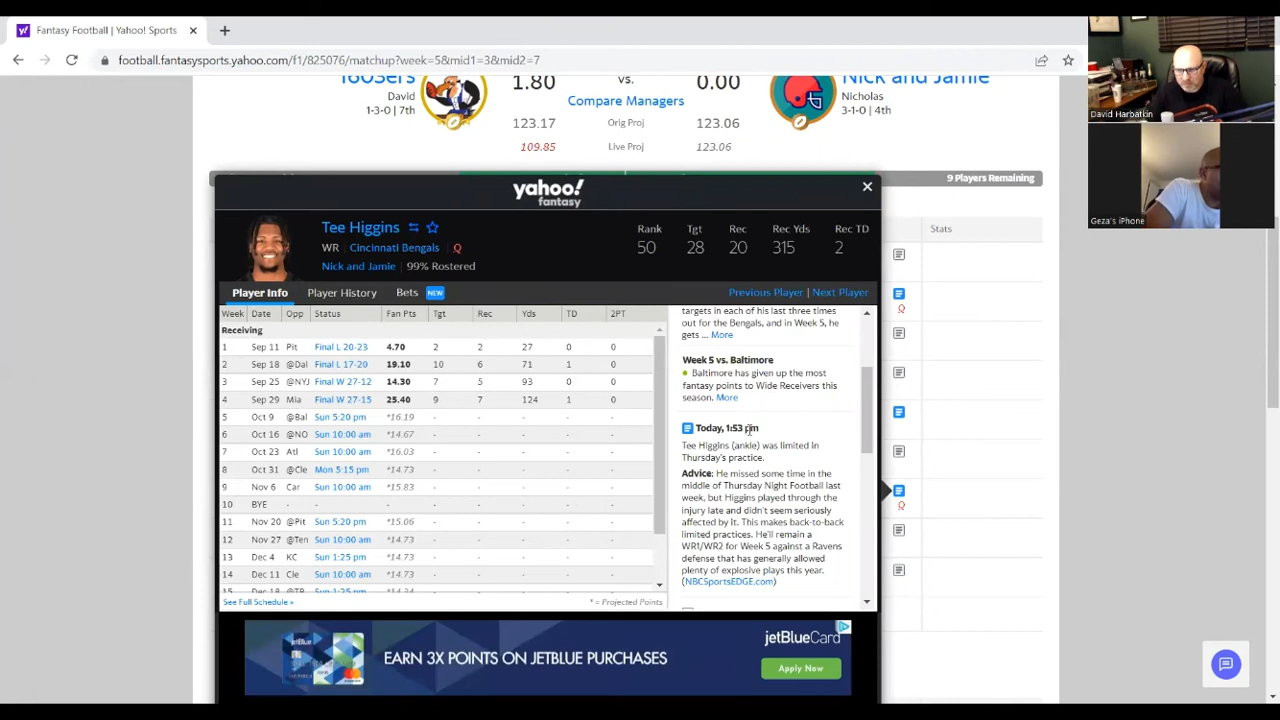 Fantasy Football | Yahoo! Sports
football.fantasysports.yahoo.com/f1/825076/matchup?week=5&mid1=3&mid2=7
David Harbatkin
Geza's iPhone
160Sers
David
1-3-0 | 7th
1.80
vs.
0.00
Compare Managers
Nick and Jamie
Nicholas
3-1-0 | 4th
123.17 Orig Proj 123.06
109.85 Live Proj 123.06
9 Players Remaining
Stats
yahoo!
fantasy
Tee Higgins
WR | Cincinnati Bengals Q
Nick and Jamie | 99% Rostered
Rank Tgt Rec Rec Yds Rec TD
50 28 20 315 2
Player Info Player History Bets NEW
Previous Player | Next Player
Week Date Opp Status Fan Pts Tgt Rec Yds TD 2PT
Receiving
1 Sep 11 Pit Final L 20-23 4.70 2 2 27 0 0
2 Sep 18 @Dal Final L 17-20 19.10 10 6 71 1 0
3 Sep 25 @NYJ Final W 27-12 14.30 7 5 93 0 0
4 Sep 29 Mia Final W 27-15 25.40 9 7 124 1 0
5 Oct 9 @Bal Sun 5:20 pm *16.19 - - - - -
6 Oct 16 @NO Sun 10:00 am *14.67 - - - - -
7 Oct 23 Atl Sun 10:00 am *16.03 - - - - -
8 Oct 31 @Cle Mon 5:15 pm *14.73 - - - - -
9 Nov 6 Car Sun 10:00 am *15.83 - - - - -
10 BYE - - - - - - -
11 Nov 20 @Pit Sun 5:20 pm *15.06 - - - - -
12 Nov 27 @Ten Sun 10:00 am *14.73 - - - - -
13 Dec 4 KC Sun 1:25 pm *14.73 - - - - -
14 Dec 11 Cle Sun 10:00 am *14.73 - - - - -
15 Dec 18 @TB Sun 1:25 pm *14.34 - - - - -
See Full Schedule »
* = Projected Points
targets in each of his last three times
out for the Bengals, and in Week 5, he
gets ... More
Week 5 vs. Baltimore
Baltimore has given up the most
fantasy points to Wide Receivers this
season. More
Today, 1:53 pm
Tee Higgins (ankle) was limited in
Thursday's practice.
Advice: He missed some time in the
middle of Thursday Night Football last
week, but Higgins played through the
injury late and didn't seem seriously
affected by it. This makes back-to-back
limited practices. He'll remain a
WR1/WR2 for Week 5 against a Ravens
defense that has generally allowed
plenty of explosive plays this year.
(NBCSportsEDGE.com)
Q
Q
jetBlue
EARN 3X POINTS ON JETBLUE PURCHASES
jetBlueCard
Apply Now